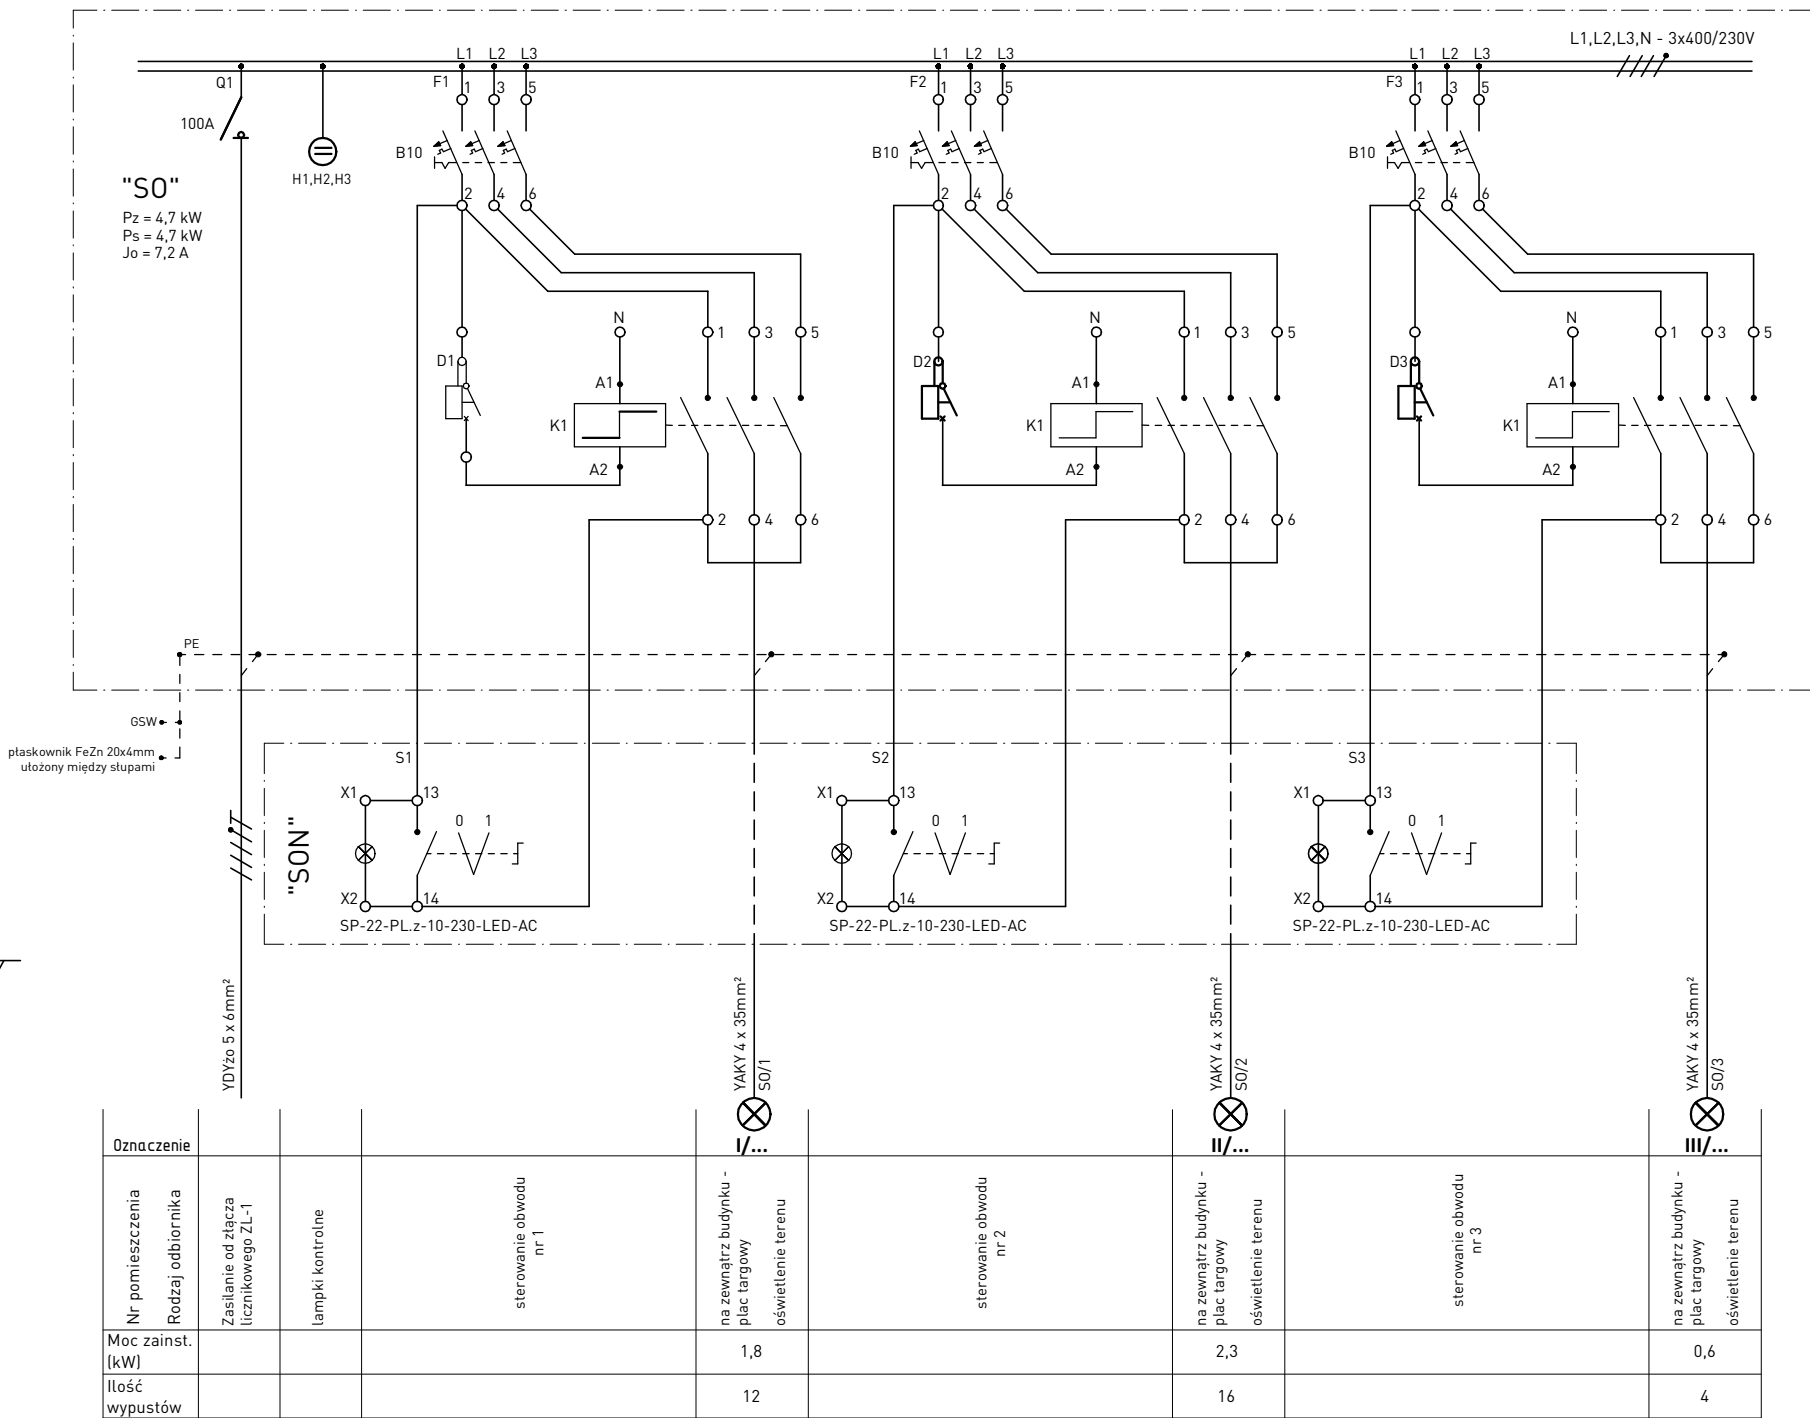 L1,L2,L3,N - 3x400/230V
L1 L2 L3
L1 L2 L3
L1 L2 L3
Q1
F1 1 3 5
F2 1 3 5
F3 1 3 5
100A
B10
B10
B10
H1,H2,H3
"SO"
Pz = 4,7 kW
Ps = 4,7 kW
Jo = 7,2 A
2 4 6
2 4 6
2 4 6
N 1 3 5
N 1 3 5
N 1 3 5
D1 A1
D2 A1
D3 A1
K1
K1
K1
A2
A2
A2
2 4 6
2 4 6
2 4 6
PE
GSW
płaskownik FeZn 20x4mm
ułożony między słupami
"SON"
S1
S2
S3
X1 13
X1 13
X1 13
0 1
0 1
0 1
X2 14
X2 14
X2 14
SP-22-PL.z-10-230-LED-AC
SP-22-PL.z-10-230-LED-AC
SP-22-PL.z-10-230-LED-AC
YDYżo 5 x 6mm²
YAKY 4 x 35mm²
SO/1
YAKY 4 x 35mm²
SO/2
YAKY 4 x 35mm²
SO/3
Oznaczenie
I/...
II/...
III/...
Nr pomieszczenia
Rodzaj odbiornika
Zasilanie od złącza
licznikowego ZL-1
lampki kontrolne
sterowanie obwodu
nr 1
na zewnątrz budynku -
plac targowy
oświetlenie terenu
sterowanie obwodu
nr 2
na zewnątrz budynku -
plac targowy
oświetlenie terenu
sterowanie obwodu
nr 3
na zewnątrz budynku -
plac targowy
oświetlenie terenu
Moc zainst.
(kW)
1,8
2,3
0,6
Ilość
wypustów
12
16
4